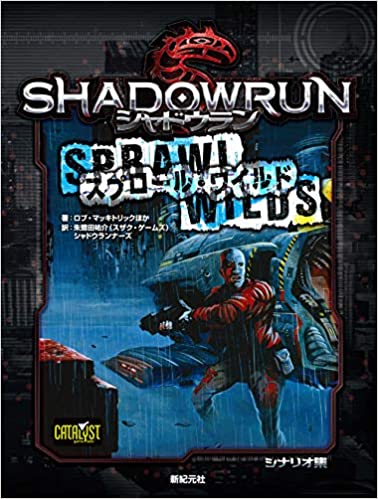 SHADOWRUN
シャドウラン
SPRAWL
スプロール・ワイルド
WILDS
著：ロブ・マッキトリックほか
訳：朱鷺田祐介（スザク・ゲームズ）
シャドウランナーズ
CATALYST
シナリオ集
新紀元社